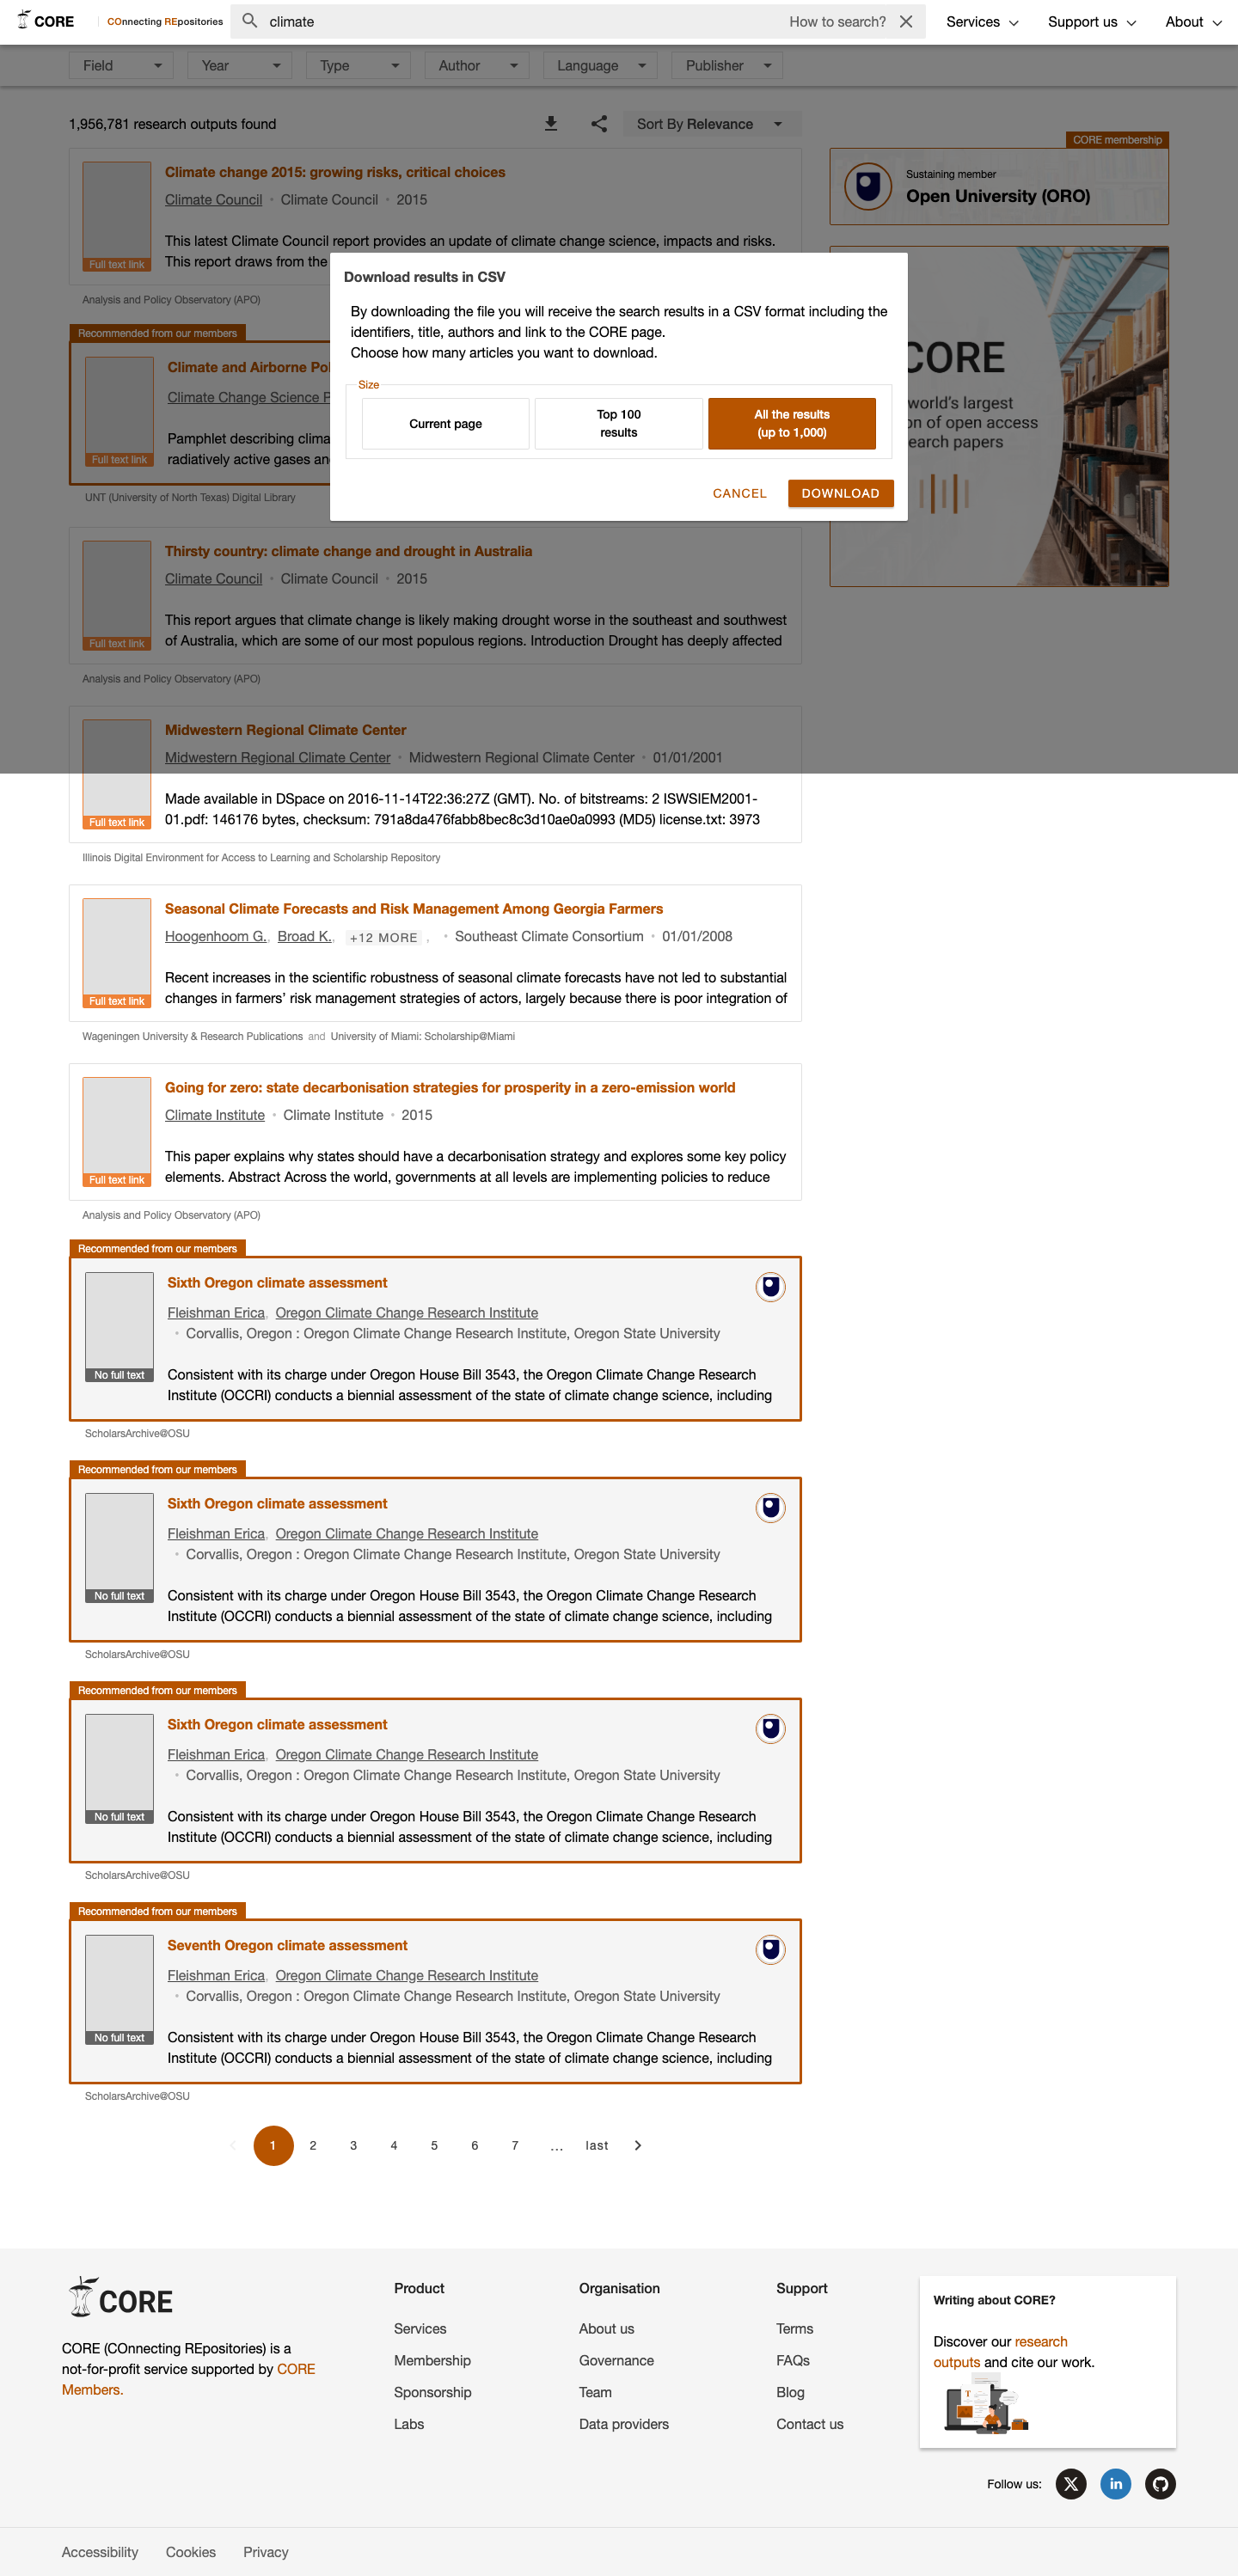 CORE
COnnecting REpositories
climate
How to search?
Services
Support us
About
Field
Year
Type
Author
Language
Publisher
1,956,781 research outputs found
Sort By Relevance
Climate change 2015: growing risks, critical choices
Climate Council • Climate Council • 2015
This latest Climate Council report provides an update of climate change science, impacts and risks.
This report draws from the
Full text link
Analysis and Policy Observatory (APO)
CORE membership
Sustaining member
Open University (ORO)
Download results in CSV
By downloading the file you will receive the search results in a CSV format including the
identifiers, title, authors and link to the CORE page.
Choose how many articles you want to download.
Size
Current page
Top 100
results
All the results
(up to 1,000)
CANCEL
DOWNLOAD
Recommended from our members
Climate and Airborne Pol
Climate Change Science P
Pamphlet describing clima
radiatively active gases an
Full text link
UNT (University of North Texas) Digital Library
CORE
world's largest
on of open access
search papers
Thirsty country: climate change and drought in Australia
Climate Council • Climate Council • 2015
This report argues that climate change is likely making drought worse in the southeast and southwest
of Australia, which are some of our most populous regions. Introduction Drought has deeply affected
Full text link
Analysis and Policy Observatory (APO)
Midwestern Regional Climate Center
Midwestern Regional Climate Center • Midwestern Regional Climate Center • 01/01/2001
Made available in DSpace on 2016-11-14T22:36:27Z (GMT). No. of bitstreams: 2 ISWSIEM2001-
01.pdf: 146176 bytes, checksum: 791a8da476fabb8bec8c3d10ae0a0993 (MD5) license.txt: 3973
Full text link
Illinois Digital Environment for Access to Learning and Scholarship Repository
Seasonal Climate Forecasts and Risk Management Among Georgia Farmers
Hoogenhoom G., Broad K., +12 MORE , • Southeast Climate Consortium • 01/01/2008
Recent increases in the scientific robustness of seasonal climate forecasts have not led to substantial
changes in farmers’ risk management strategies of actors, largely because there is poor integration of
Full text link
Wageningen University & Research Publications and University of Miami: Scholarship@Miami
Going for zero: state decarbonisation strategies for prosperity in a zero-emission world
Climate Institute • Climate Institute • 2015
This paper explains why states should have a decarbonisation strategy and explores some key policy
elements. Abstract Across the world, governments at all levels are implementing policies to reduce
Full text link
Analysis and Policy Observatory (APO)
Recommended from our members
Sixth Oregon climate assessment
Fleishman Erica, Oregon Climate Change Research Institute
• Corvallis, Oregon : Oregon Climate Change Research Institute, Oregon State University
Consistent with its charge under Oregon House Bill 3543, the Oregon Climate Change Research
Institute (OCCRI) conducts a biennial assessment of the state of climate change science, including
No full text
ScholarsArchive@OSU
Recommended from our members
Sixth Oregon climate assessment
Fleishman Erica, Oregon Climate Change Research Institute
• Corvallis, Oregon : Oregon Climate Change Research Institute, Oregon State University
Consistent with its charge under Oregon House Bill 3543, the Oregon Climate Change Research
Institute (OCCRI) conducts a biennial assessment of the state of climate change science, including
No full text
ScholarsArchive@OSU
Recommended from our members
Sixth Oregon climate assessment
Fleishman Erica, Oregon Climate Change Research Institute
• Corvallis, Oregon : Oregon Climate Change Research Institute, Oregon State University
Consistent with its charge under Oregon House Bill 3543, the Oregon Climate Change Research
Institute (OCCRI) conducts a biennial assessment of the state of climate change science, including
No full text
ScholarsArchive@OSU
Recommended from our members
Seventh Oregon climate assessment
Fleishman Erica, Oregon Climate Change Research Institute
• Corvallis, Oregon : Oregon Climate Change Research Institute, Oregon State University
Consistent with its charge under Oregon House Bill 3543, the Oregon Climate Change Research
Institute (OCCRI) conducts a biennial assessment of the state of climate change science, including
No full text
ScholarsArchive@OSU
1 2 3 4 5 6 7 ... last
CORE
CORE (COnnecting REpositories) is a
not-for-profit service supported by CORE
Members.
Product
Services
Membership
Sponsorship
Labs
Organisation
About us
Governance
Team
Data providers
Support
Terms
FAQs
Blog
Contact us
Writing about CORE?
Discover our research
outputs and cite our work.
Follow us:
Accessibility
Cookies
Privacy